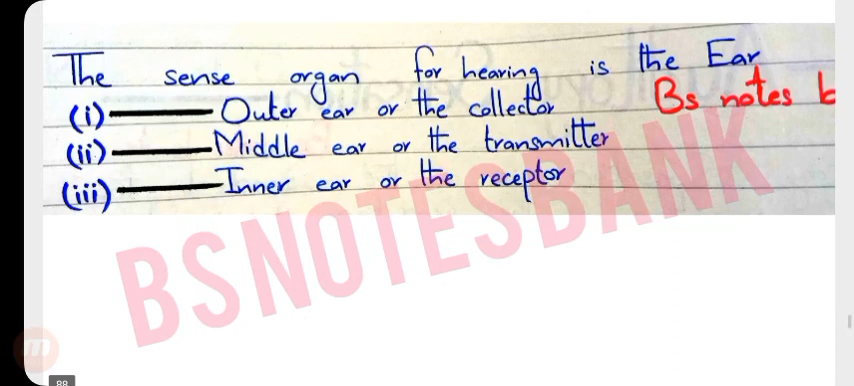 The sense organ for hearing is the Ear
(i) Outer ear or the collector Bs notes b
(ii) Middle ear or the transmitter
(iii) Inner ear or the receptor
BSNOTESBANK
88